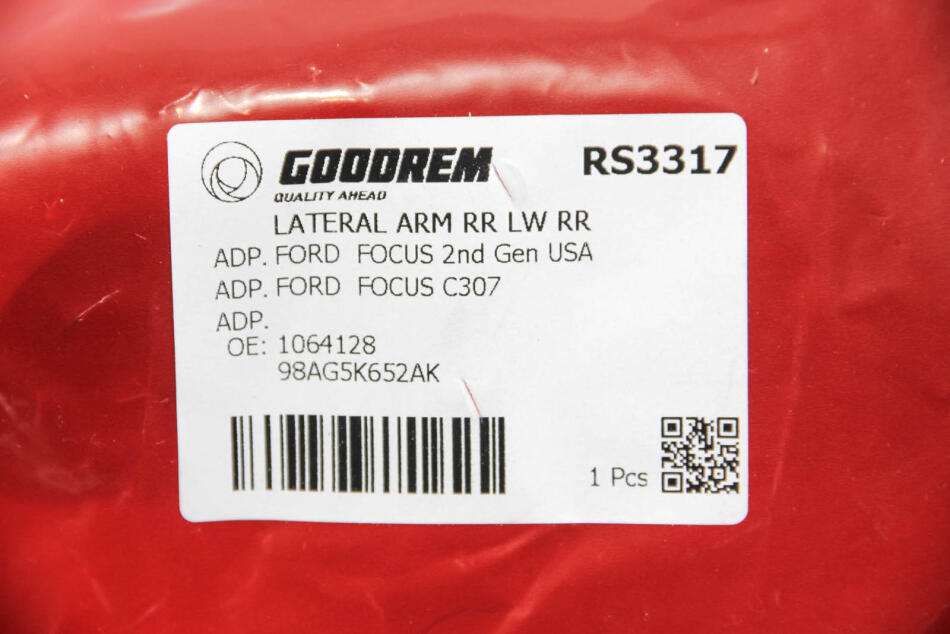 GOODREM
QUALITY AHEAD
RS3317
LATERAL ARM RR LW RR
ADP. FORD FOCUS 2nd Gen USA
ADP. FORD FOCUS C307
ADP.
OE: 1064128
98AG5K652AK
1 Pcs